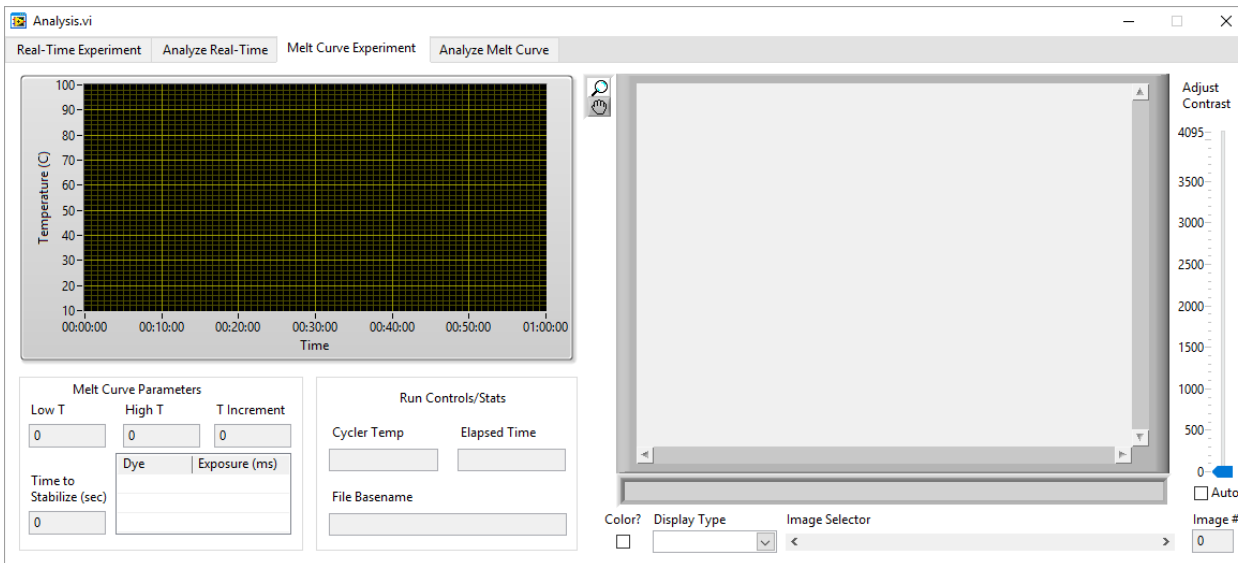 Analysis.vi
Real-Time Experiment Analyze Real-Time Melt Curve Experiment Analyze Melt Curve
100
90
80
70
60
50
40
30
20
10
Temperature (C)
00:00:00 00:10:00 00:20:00 00:30:00 00:40:00 00:50:00 01:00:00
Time
Melt Curve Parameters
Low T High T T Increment
0 0 0
Time to
Stabilize (sec)
0
Dye Exposure (ms)
Run Controls/Stats
Cycler Temp Elapsed Time
File Basename
Color? Display Type Image Selector
Adjust
Contrast
4095
3500
3000
2500
2000
1500
1000
500
0
Auto
Image #
0